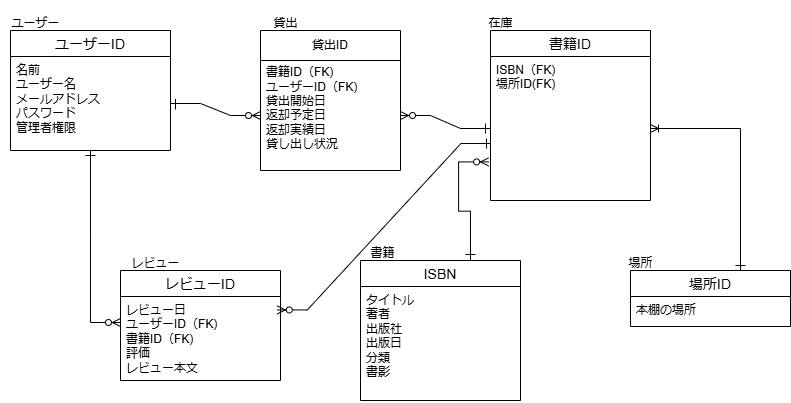 ユーザー
ユーザーID
名前
ユーザー名
メールアドレス
パスワード
管理者権限
貸出
貸出ID
書籍ID（FK)
ユーザーID（FK)
貸出開始日
返却予定日
返却実績日
貸し出し状況
在庫
書籍ID
ISBN（FK)
場所ID(FK)
レビュー
レビューID
レビュー日
ユーザーID（FK)
書籍ID（FK)
評価
レビュー本文
書籍
ISBN
タイトル
著者
出版社
出版日
分類
書影
場所
場所ID
本棚の場所